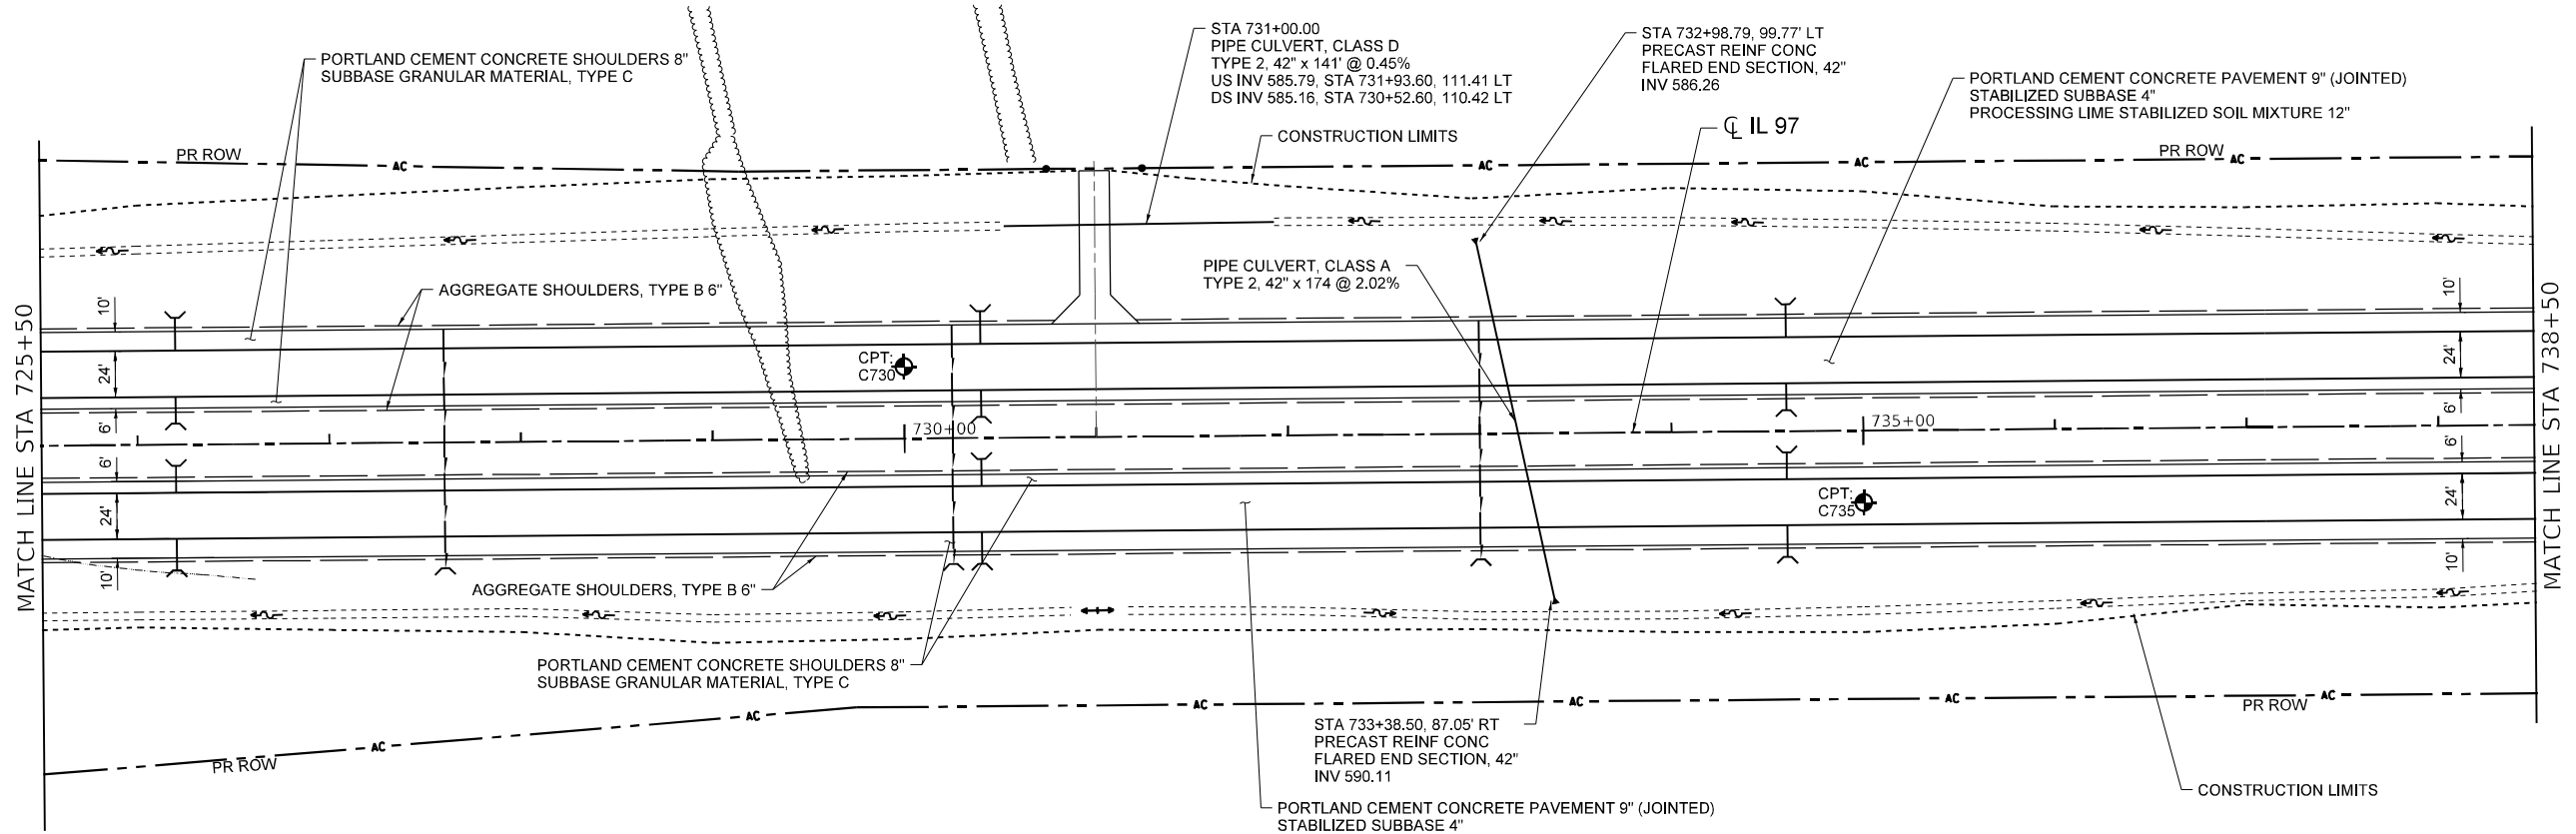 PORTLAND CEMENT CONCRETE SHOULDERS 8"
SUBBASE GRANULAR MATERIAL, TYPE C
STA 731+00.00
PIPE CULVERT, CLASS D
TYPE 2, 42" x 141' @ 0.45%
US INV 585.79, STA 731+93.60, 111.41 LT
DS INV 585.16, STA 730+52.60, 110.42 LT
CONSTRUCTION LIMITS
STA 732+98.79, 99.77' LT
PRECAST REINF CONC
FLARED END SECTION, 42"
INV 586.26
℄ IL 97
PORTLAND CEMENT CONCRETE PAVEMENT 9" (JOINTED)
STABILIZED SUBBASE 4"
PROCESSING LIME STABILIZED SOIL MIXTURE 12"
PR ROW
AC
AC
AC
AC
PR ROW
AC
PIPE CULVERT, CLASS A
TYPE 2, 42" x 174 @ 2.02%
AGGREGATE SHOULDERS, TYPE B 6"
MATCH LINE STA 725+50
10'
24'
6'
6'
24'
10'
CPT:
C730
730+00
735+00
CPT:
C735
10'
24'
6'
6'
24'
10'
MATCH LINE STA 738+50
AGGREGATE SHOULDERS, TYPE B 6"
PORTLAND CEMENT CONCRETE SHOULDERS 8"
SUBBASE GRANULAR MATERIAL, TYPE C
PR ROW
AC
AC
AC
AC
AC
AC
PR ROW
STA 733+38.50, 87.05' RT
PRECAST REINF CONC
FLARED END SECTION, 42"
INV 590.11
PORTLAND CEMENT CONCRETE PAVEMENT 9" (JOINTED)
STABILIZED SUBBASE 4"
CONSTRUCTION LIMITS